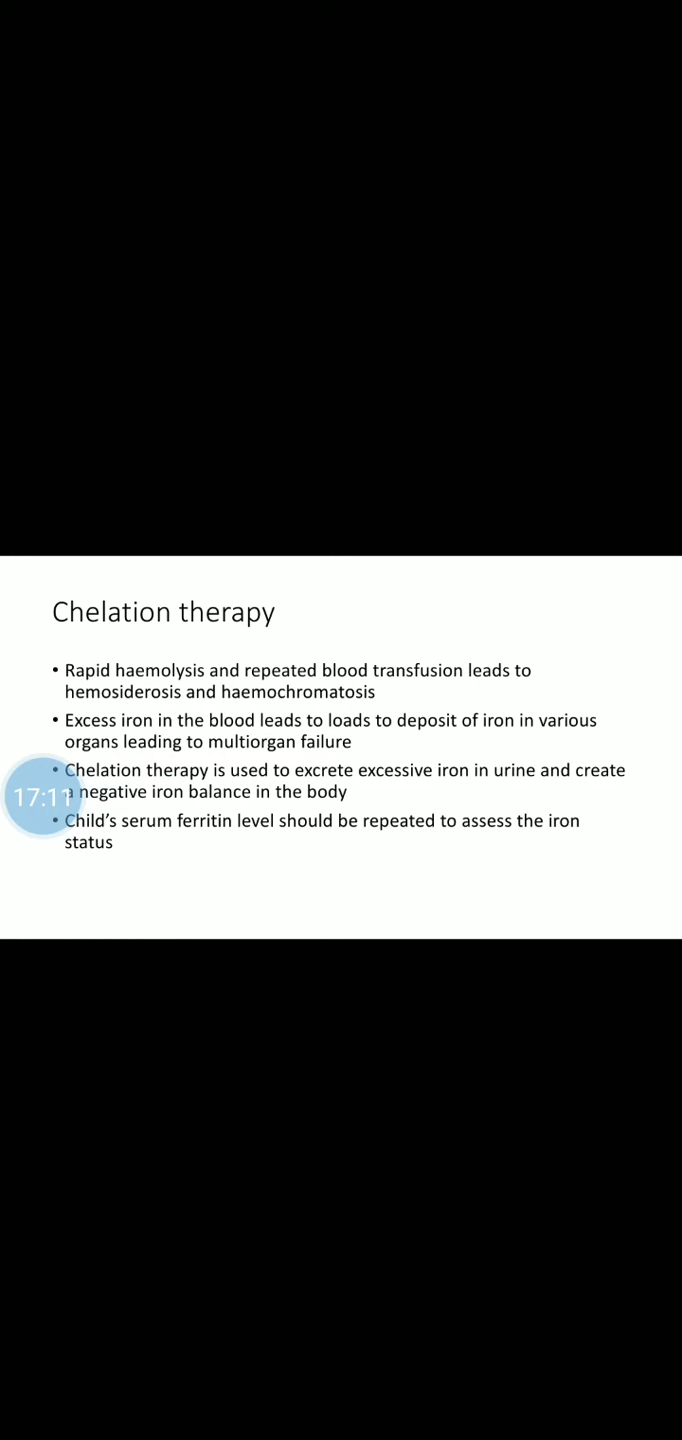 Chelation therapy
• Rapid haemolysis and repeated blood transfusion leads to
hemosiderosis and haemochromatosis
• Excess iron in the blood leads to loads to deposit of iron in various
organs leading to multiorgan failure
• Chelation therapy is used to excrete excessive iron in urine and create
17:11
a negative iron balance in the body
• Child's serum ferritin level should be repeated to assess the iron
status